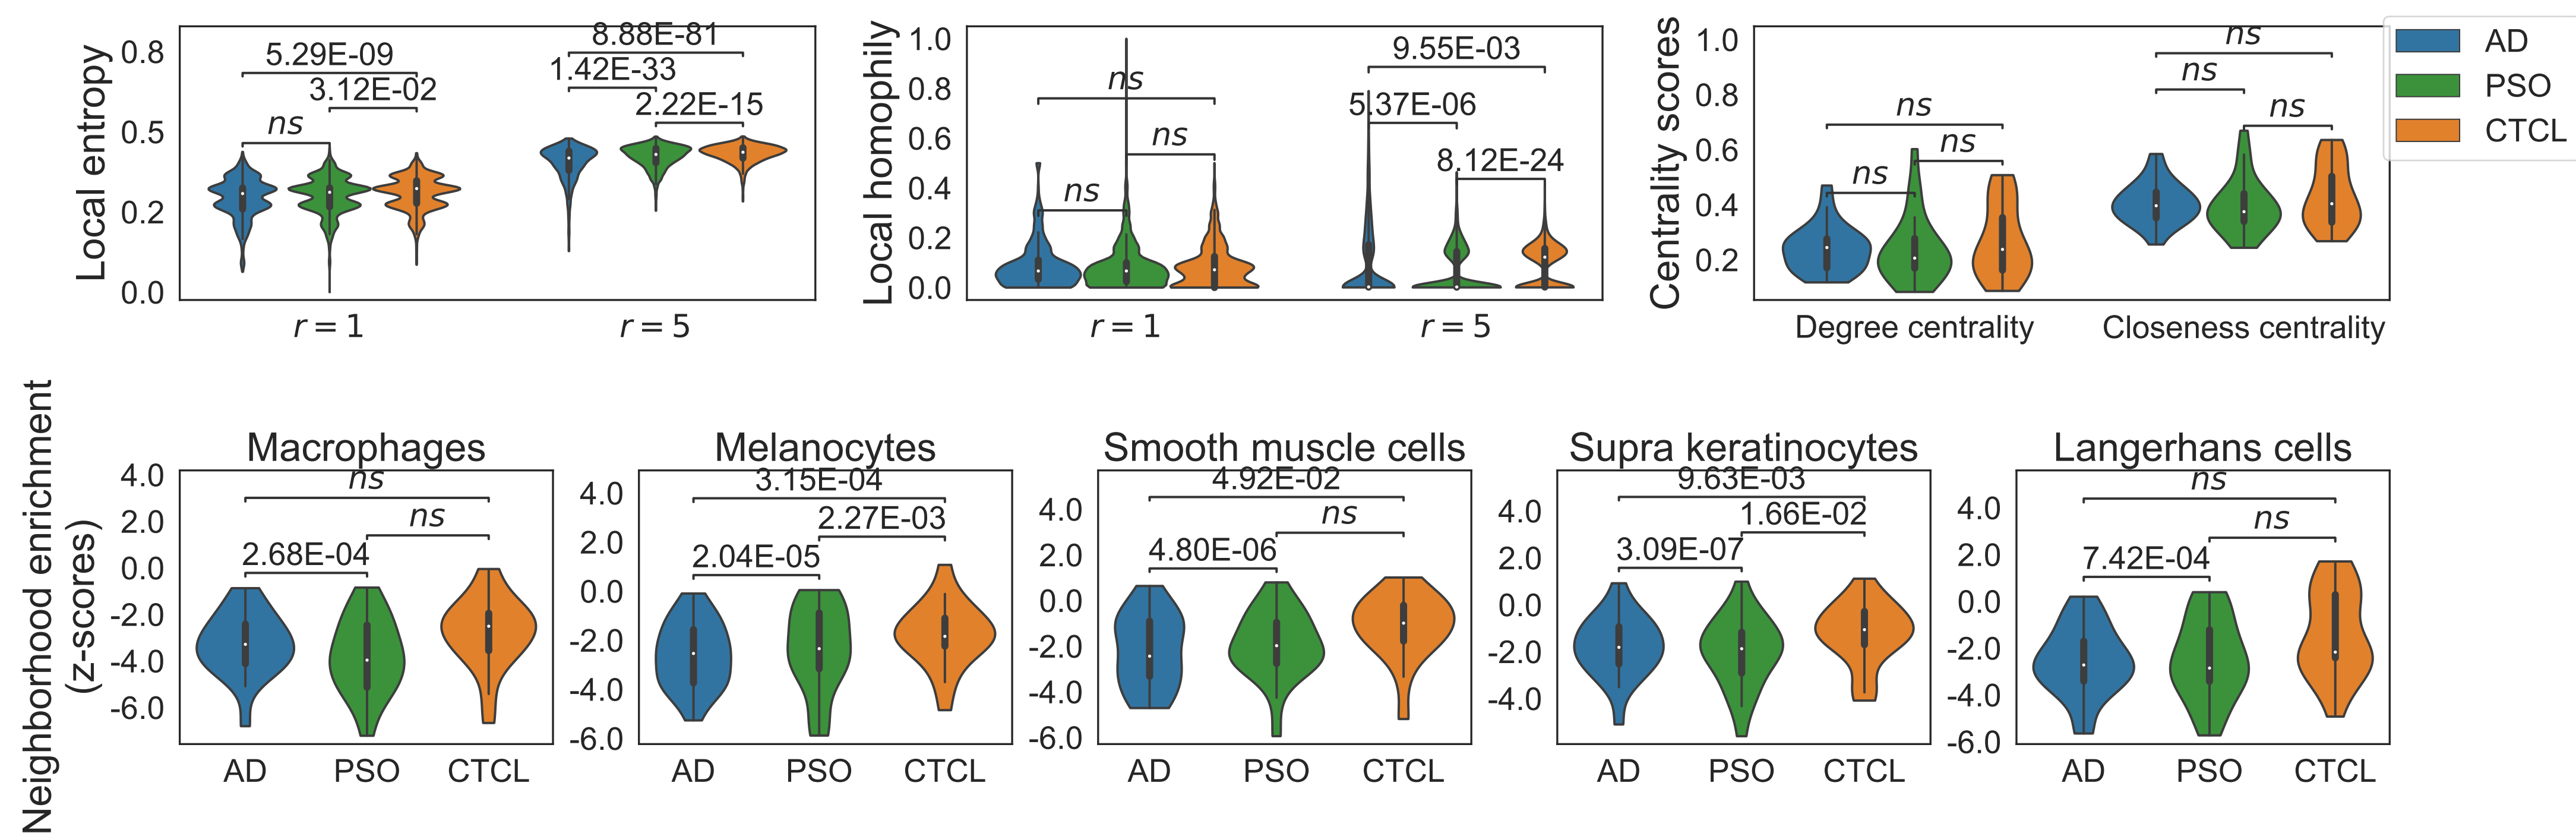 Local entropy
0.8
0.5
0.2
0.0
5.29E-09
3.12E-02
ns
8.88E-81
1.42E-33
2.22E-15
r = 1
r = 5
Local homophily
1.0
0.8
0.6
0.4
0.2
0.0
ns
ns
ns
9.55E-03
5.37E-06
8.12E-24
r = 1
r = 5
Centrality scores
1.0
0.8
0.6
0.4
0.2
ns
ns
ns
ns
ns
ns
Degree centrality
Closeness centrality
AD
PSO
CTCL
Neighborhood enrichment
(z-scores)
Macrophages
4.0
2.0
0.0
-2.0
-4.0
-6.0
ns
ns
2.68E-04
AD PSO CTCL
Melanocytes
4.0
2.0
0.0
-2.0
-4.0
-6.0
3.15E-04
2.27E-03
2.04E-05
AD PSO CTCL
Smooth muscle cells
4.0
2.0
0.0
-2.0
-4.0
-6.0
4.92E-02
ns
4.80E-06
AD PSO CTCL
Supra keratinocytes
4.0
2.0
0.0
-2.0
-4.0
9.63E-03
1.66E-02
3.09E-07
AD PSO CTCL
Langerhans cells
4.0
2.0
0.0
-2.0
-4.0
-6.0
ns
ns
7.42E-04
AD PSO CTCL